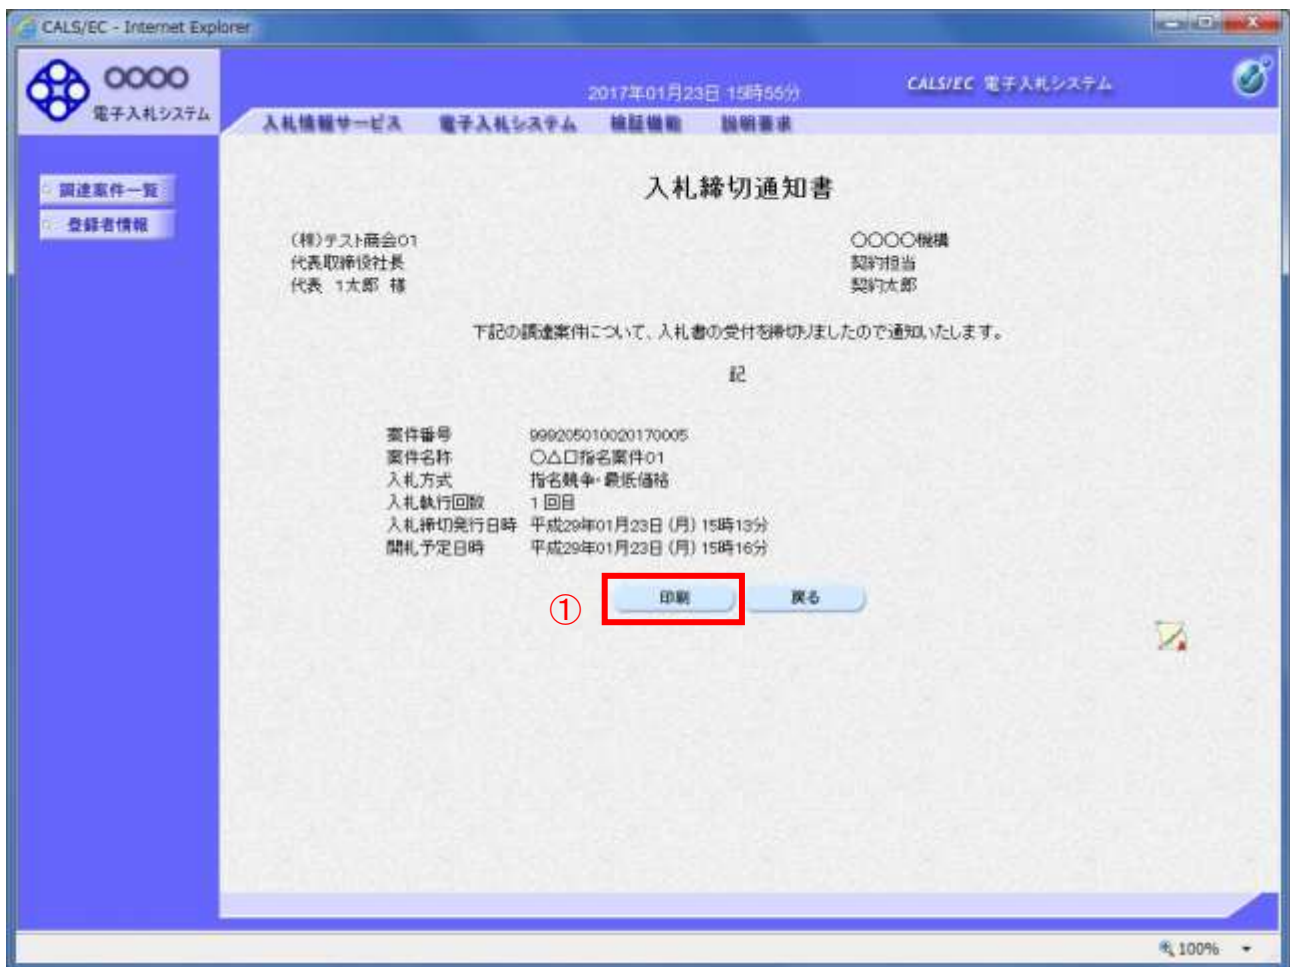 CALS/EC - Internet Explorer
○○○○
電子入札システム
2017年01月23日 15時55分
CALS/EC 電子入札システム
入札情報サービス 電子入札システム 検証機能 説明要求
調達案件一覧
登録者情報
入札締切通知書
(株)テスト商会01
代表取締役社長
代表 1太郎 様
○○○○機構
契約担当
契約太郎
下記の調達案件について、入札書の受付を締切りましたので通知いたします。
記
案件番号 999205010020170005
案件名称 ○△□指名案件01
入札方式 指名競争・最低価格
入札執行回数 1 回目
入札締切発行日時 平成29年01月23日 (月) 15時13分
開札予定日時 平成29年01月23日 (月) 15時16分
① 印刷 戻る
100%